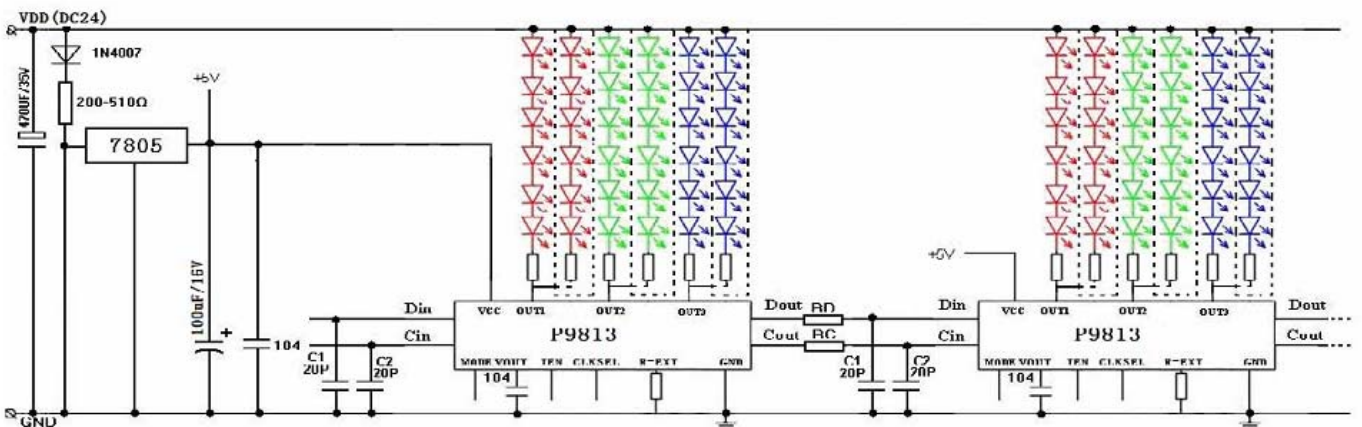 VDD (DC24)
1N4007
470UF/35V
200-510Ω
+5V
7805
100uF/16V
104
C1
20P
C2
20P
Din
Cin
VCC
OUT1
OUT2
OUT3
P9813
MODE
VOUT
TEN
CLKSEL
R-EXT
GND
104
Dout
Cout
RD
RC
C1
20P
C2
20P
+5V
Din
Cin
VCC
OUT1
OUT2
OUT3
P9813
MODE
VOUT
TEN
CLKSEL
R-EXT
GND
104
Dout
Cout
GND